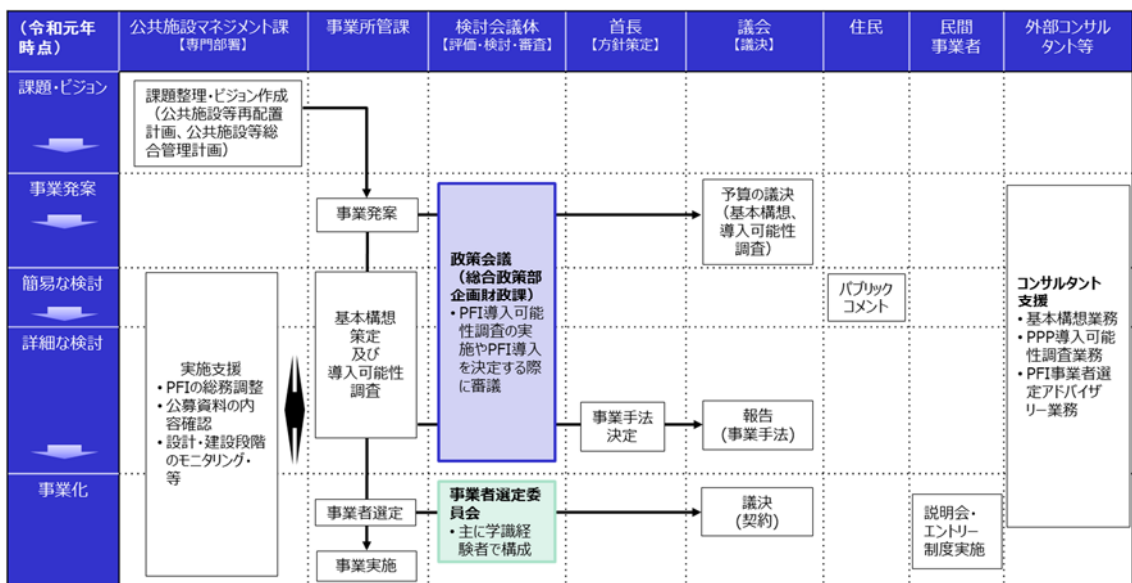 (令和元年
時点)
公共施設マネジメント課
【専門部署】
事業所管課
検討会議体
【評価・検討・審査】
首長
【方針策定】
議会
【議決】
住民
民間
事業者
外部コンサル
タント等
課題・ビジョン
課題整理・ビジョン作成
(公共施設等再配置
計画、公共施設等総
合管理計画)
事業発案
事業発案
政策会議
(総合政策部
企画財政課)
• PFI導入可能
性調査の実
施やPFI導入
を決定する際
に審議
予算の議決
(基本構想、
導入可能性
調査)
コンサルタント
支援
• 基本構想業務
• PPP導入可能
性調査業務
• PFI事業者選
定アドバイザ
リー業務
簡易な検討
パブリック
コメント
詳細な検討
実施支援
• PFIの総務調整
• 公募資料の内
容確認
• 設計・建設段階
のモニタリング・
等
基本構想
策定
及び
導入可能性
調査
事業手法
決定
報告
(事業手法)
事業化
事業者選定
事業者選定委
員会
• 主に学識経
験者で構成
議決
(契約)
説明会・
エントリー
制度実施
事業実施